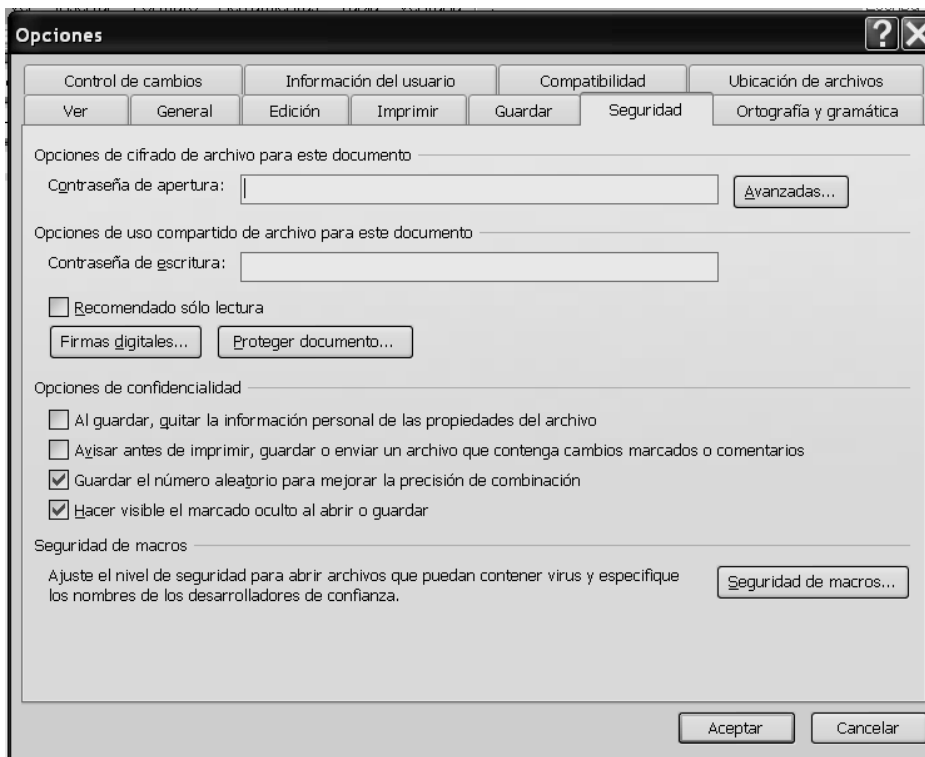 Opciones
Control de cambios Información del usuario Compatibilidad Ubicación de archivos
Ver General Edición Imprimir Guardar Seguridad Ortografía y gramática
Opciones de cifrado de archivo para este documento
Contraseña de apertura: Avanzadas...
Opciones de uso compartido de archivo para este documento
Contraseña de escritura:
Recomendado sólo lectura
Firmas digitales... Proteger documento...
Opciones de confidencialidad
Al guardar, quitar la información personal de las propiedades del archivo
Avisar antes de imprimir, guardar o enviar un archivo que contenga cambios marcados o comentarios
Guardar el número aleatorio para mejorar la precisión de combinación
Hacer visible el marcado oculto al abrir o guardar
Seguridad de macros
Ajuste el nivel de seguridad para abrir archivos que puedan contener virus y especifique
los nombres de los desarrolladores de confianza.
Seguridad de macros...
Aceptar Cancelar